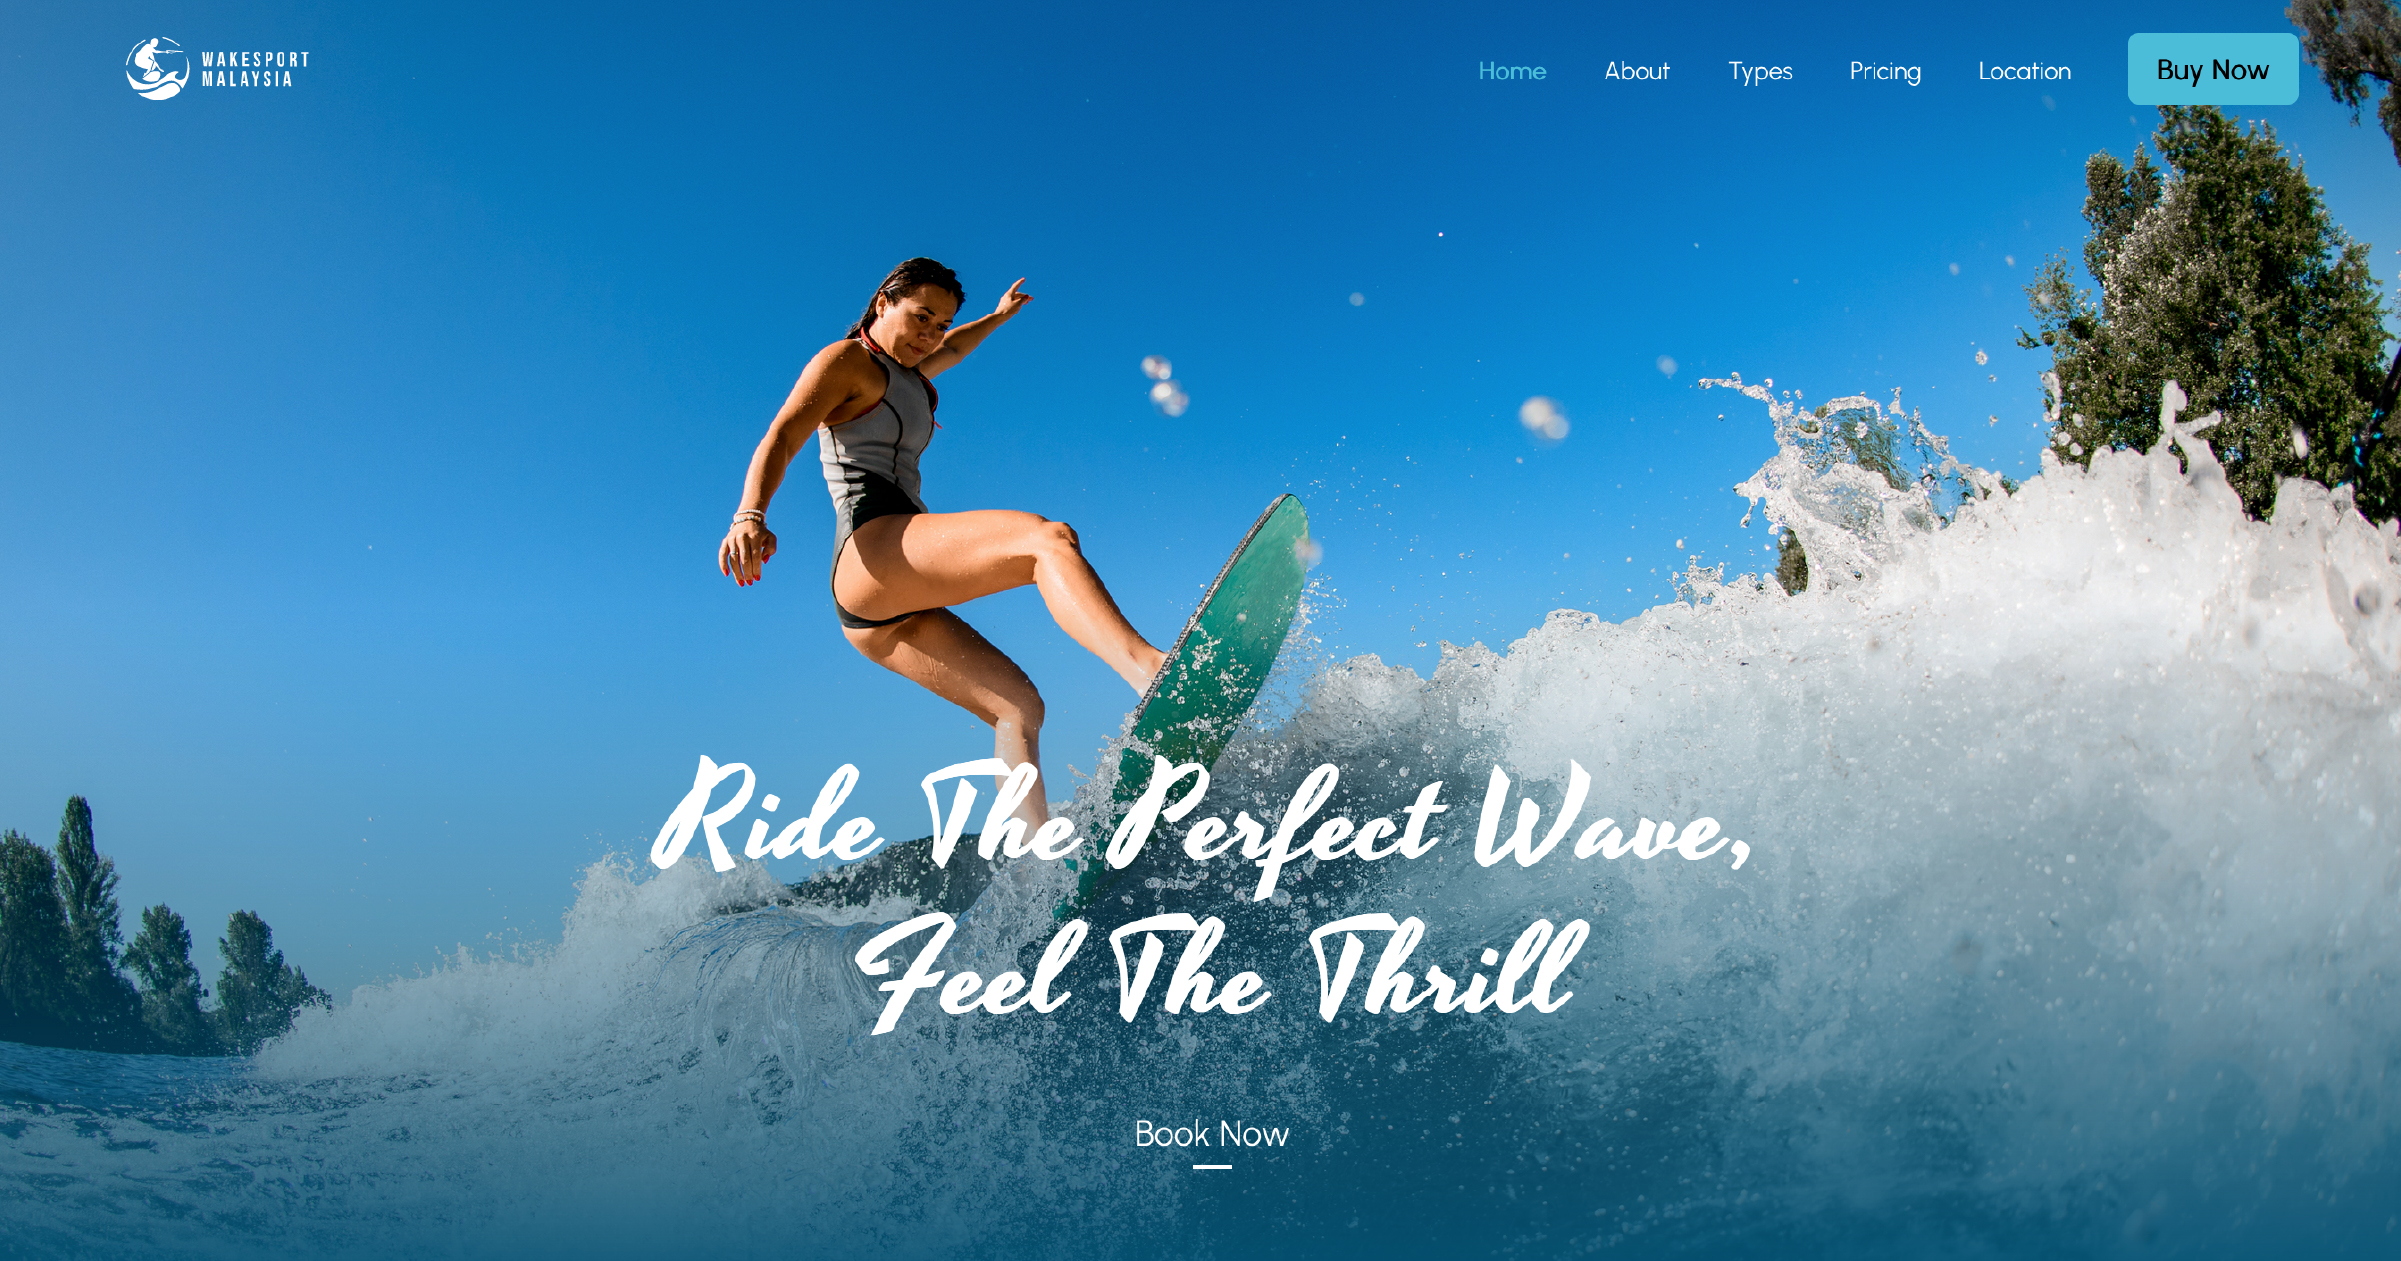 WAKESPORT
MALAYSIA
Home
About
Types
Pricing
Location
Buy Now
Ride The Perfect Wave,
Feel The Thrill
Book Now